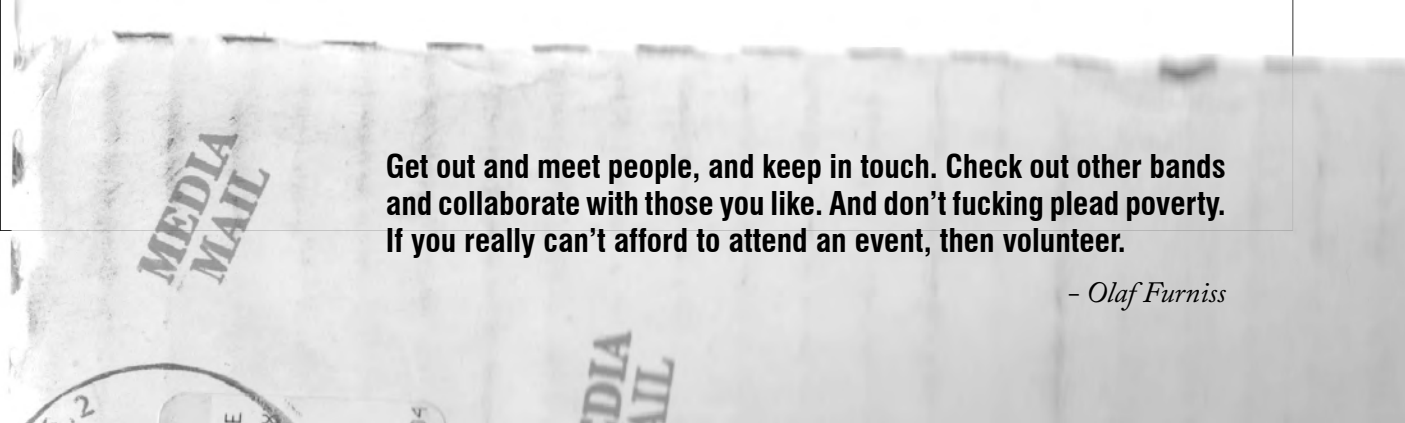 Get out and meet people, and keep in touch. Check out other bands
and collaborate with those you like. And don’t fucking plead poverty.
If you really can’t afford to attend an event, then volunteer.
– Olaf Furniss
MEDIA
MAIL